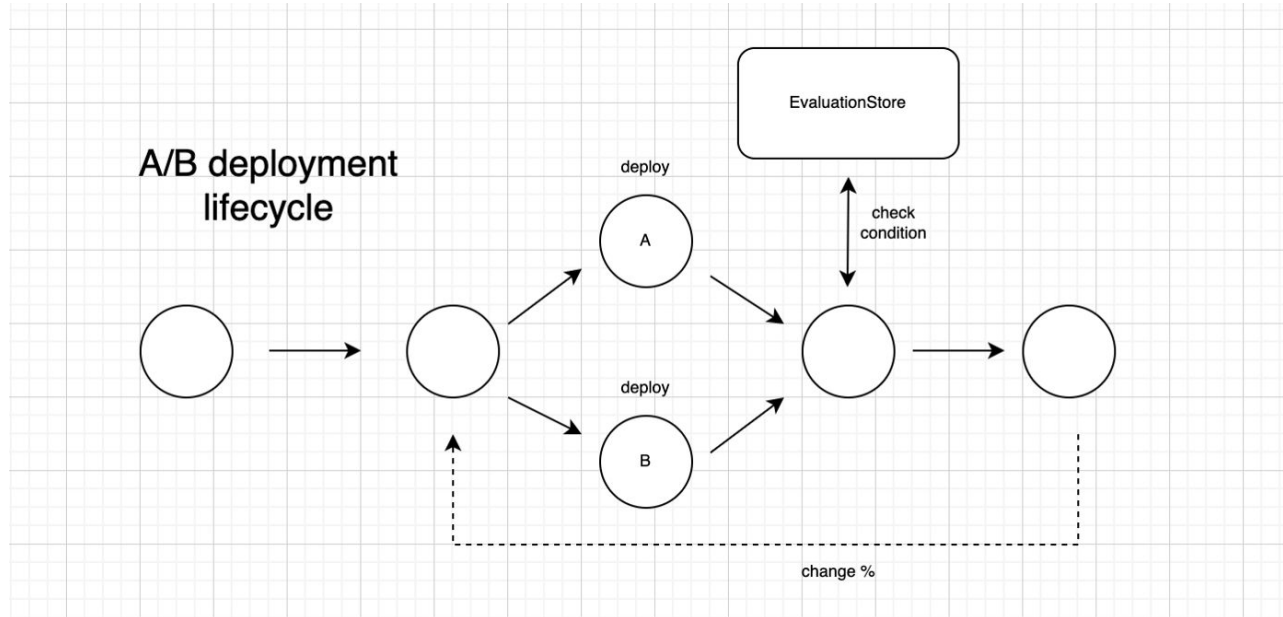 EvaluationStore
A/B deployment
lifecycle
deploy
A
check
condition
deploy
B
change %